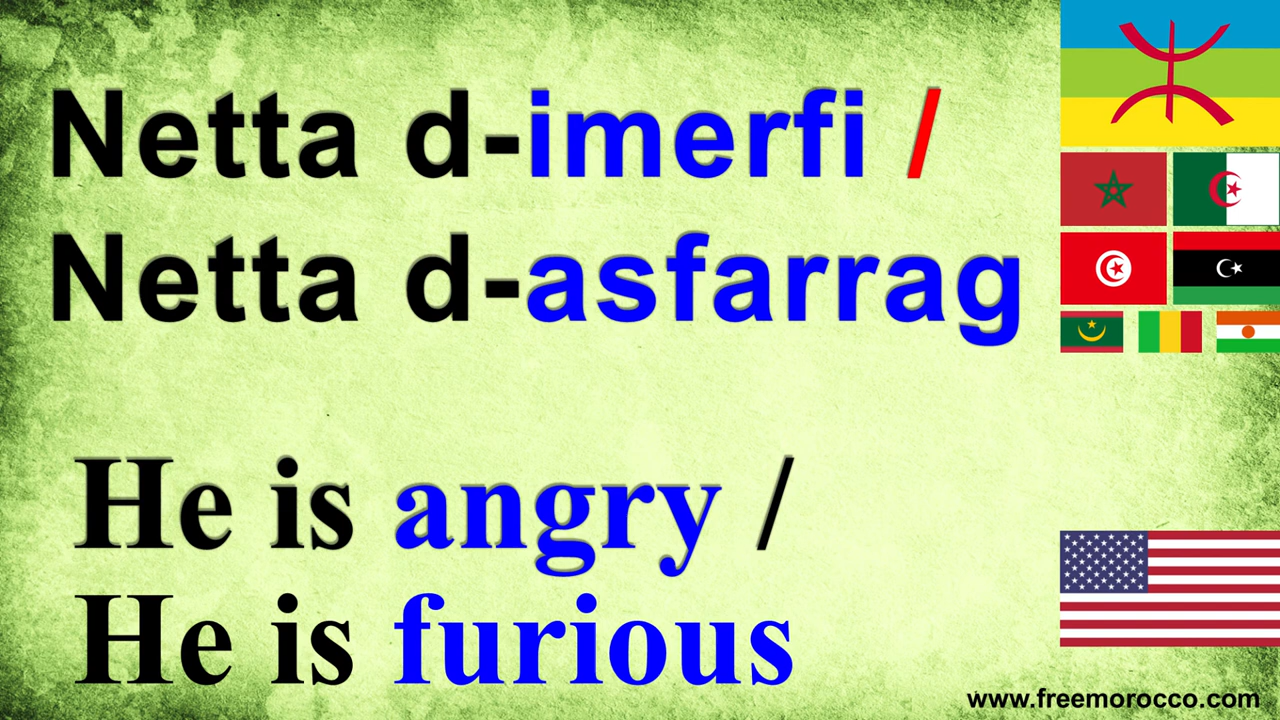 Netta d-imerfi /
Netta d-asfarrag
He is angry /
He is furious
www.freemorocco.com